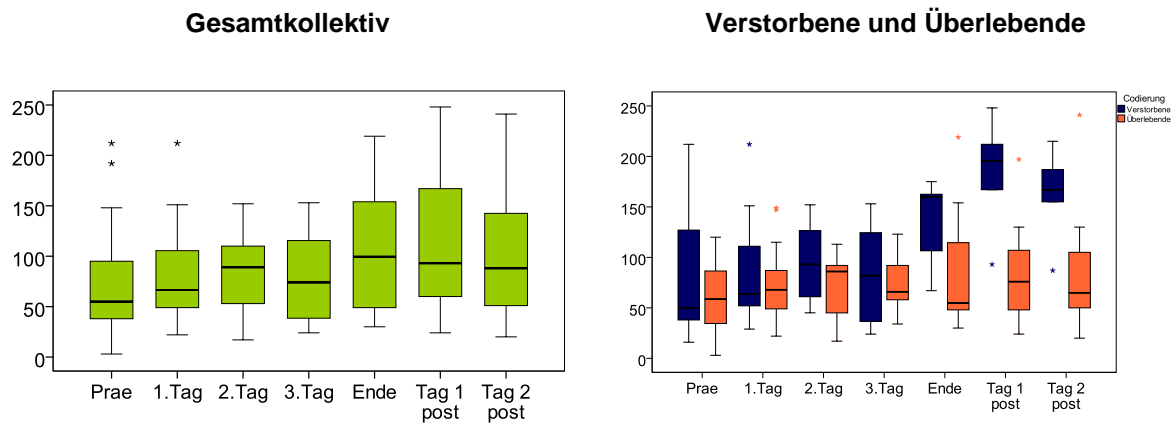 Gesamtkollektiv
250
200
150
100
50
0
Prae 1.Tag 2.Tag 3.Tag Ende Tag 1 Tag 2
post post
Verstorbene und Überlebende
Codierung
Verstorbene
Überlebende
250
200
150
100
50
0
Prae 1.Tag 2.Tag 3.Tag Ende Tag 1 Tag 2
post post